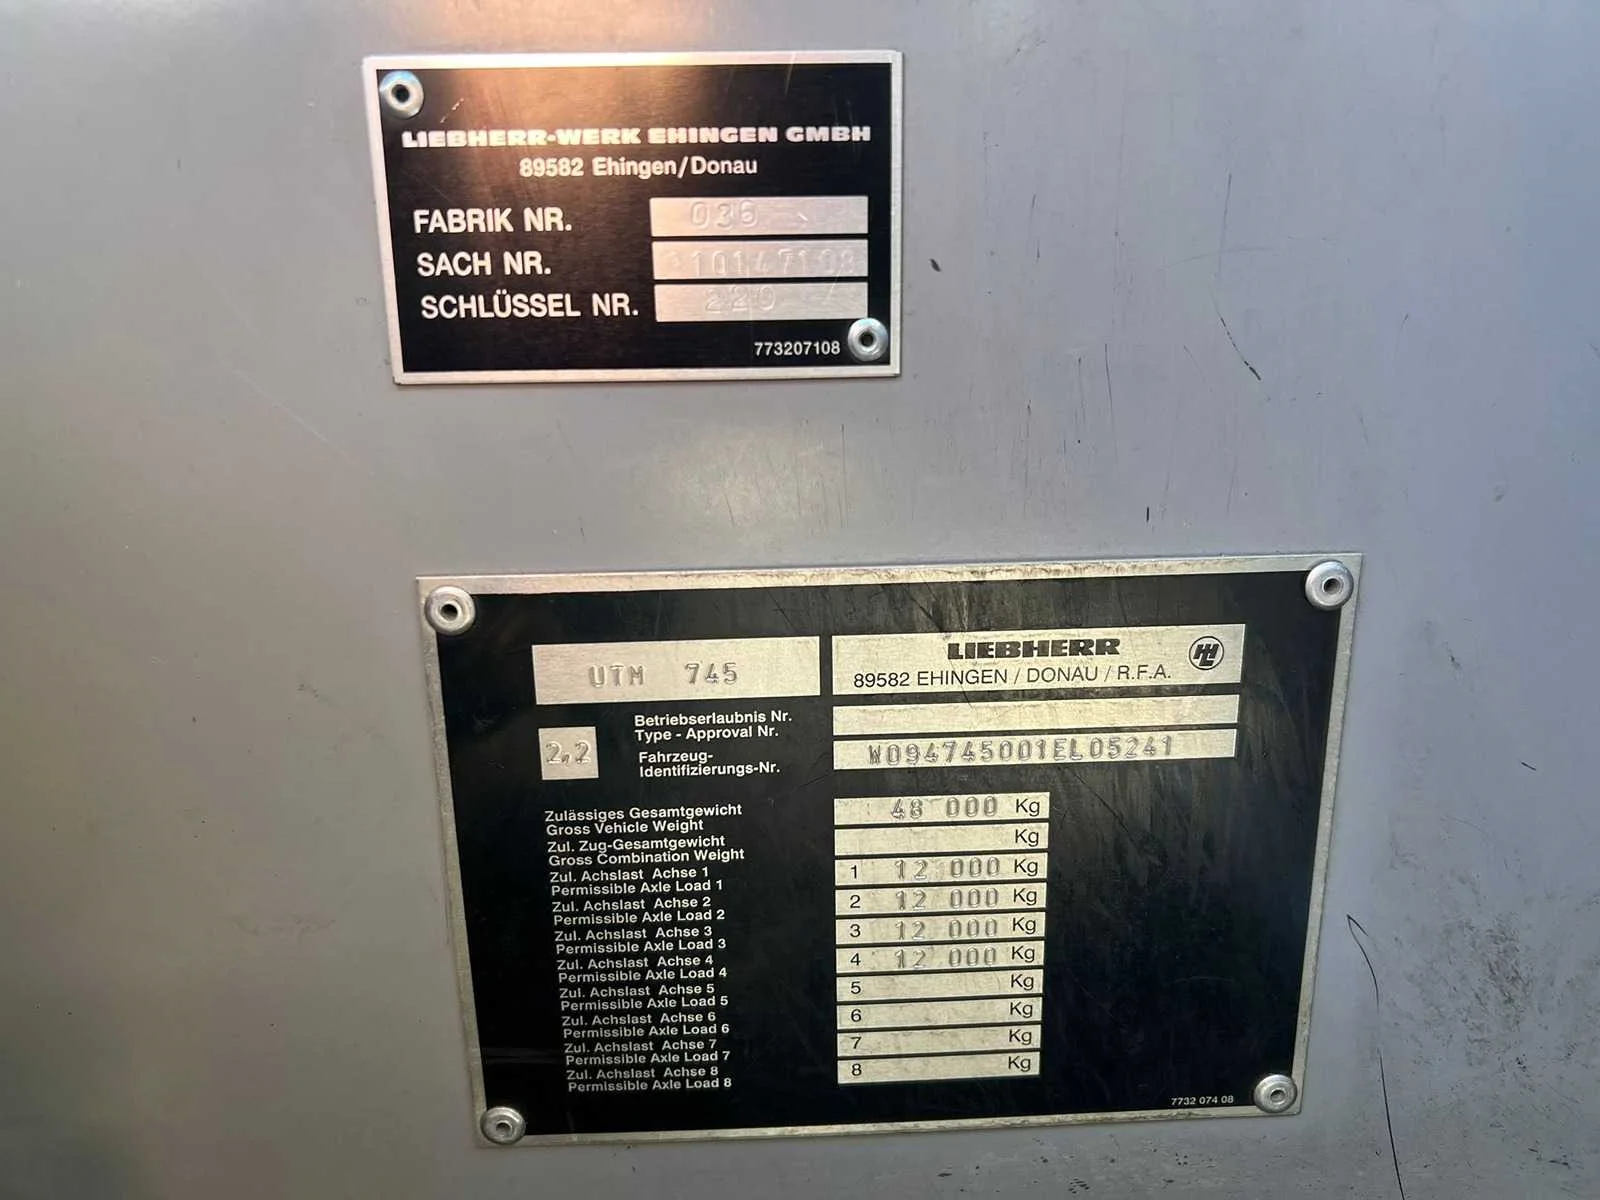 LIEBHERR-WERK EHINGEN GMBH
89582 Ehingen/Donau
FABRIK NR. 036
SACH NR. 10147108
SCHLÜSSEL NR. 220
773207108
UTM 745
LIEBHERR
89582 EHINGEN / DONAU / R.F.A.
Betriebserlaubnis Nr.
Type - Approval Nr.
2,2
Fahrzeug-
Identifizierungs-Nr. W094745001EL05241
Zulässiges Gesamtgewicht
Gross Vehicle Weight 48 000 Kg
Zul. Zug-Gesamtgewicht
Gross Combination Weight Kg
Zul. Achslast Achse 1
Permissible Axle Load 1 1 12 000 Kg
Zul. Achslast Achse 2
Permissible Axle Load 2 2 12 000 Kg
Zul. Achslast Achse 3
Permissible Axle Load 3 3 12 000 Kg
Zul. Achslast Achse 4
Permissible Axle Load 4 4 12 000 Kg
Zul. Achslast Achse 5
Permissible Axle Load 5 5 Kg
Zul. Achslast Achse 6
Permissible Axle Load 6 6 Kg
Zul. Achslast Achse 7
Permissible Axle Load 7 7 Kg
Zul. Achslast Achse 8
Permissible Axle Load 8 8 Kg
7732 074 08